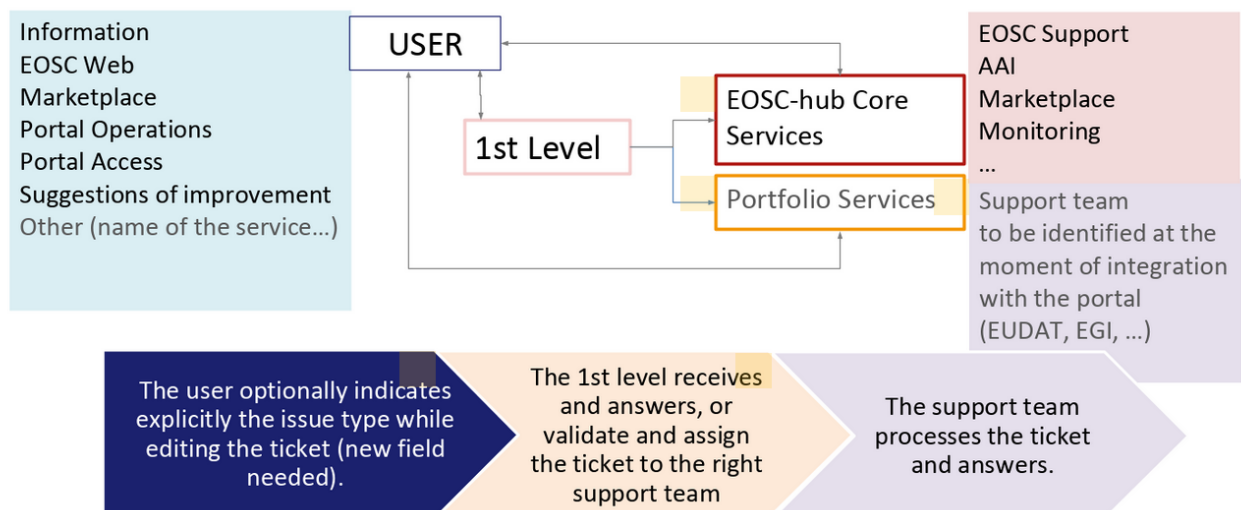 Information
EOSC Web
Marketplace
Portal Operations
Portal Access
Suggestions of improvement
Other (name of the service...)
USER
1st Level
EOSC-hub Core
Services
Portfolio Services
EOSC Support
AAI
Marketplace
Monitoring
...
Support team
to be identified at the
moment of integration
with the portal
(EUDAT, EGI, ...)
The user optionally indicates
explicitly the issue type while
editing the ticket (new field
needed).
The 1st level receives
and answers, or
validate and assign
the ticket to the right
support team
The support team
processes the ticket
and answers.